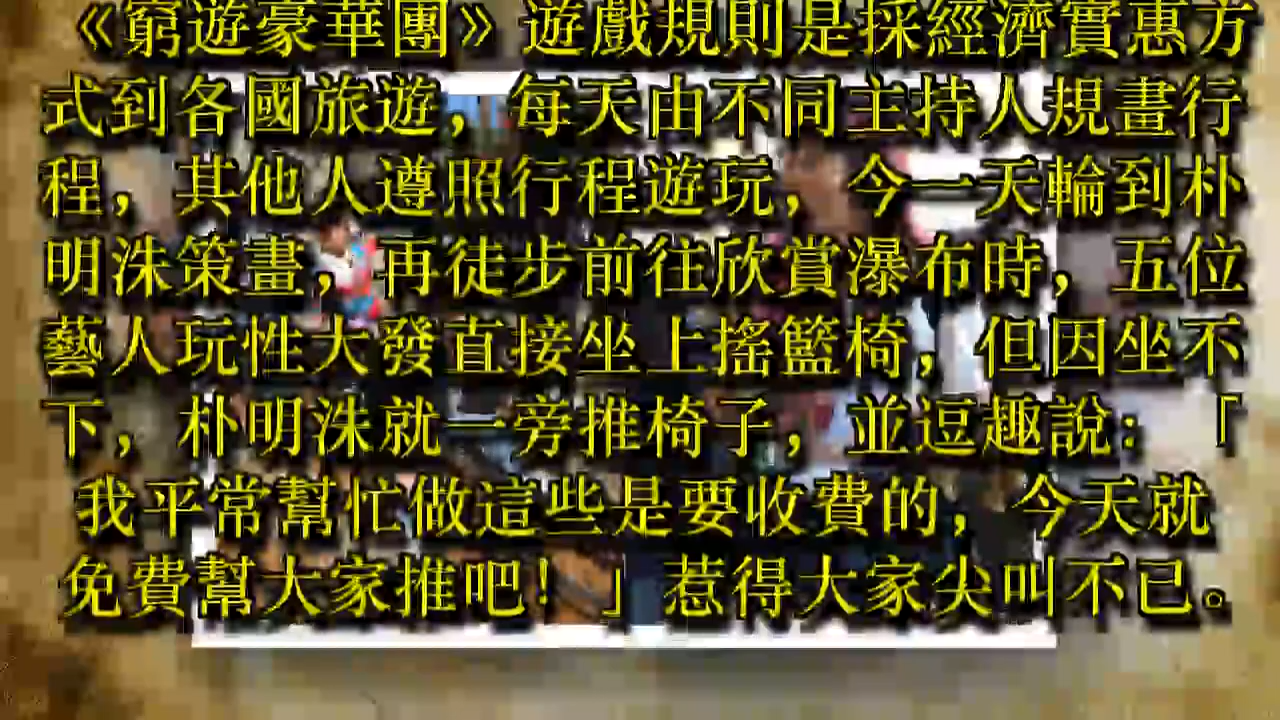 《窮遊豪華團》遊戲規則是採經濟實惠方
式到各國旅遊，每天由不同主持人規畫行
程，其他人遵照行程遊玩，今一天輪到朴
明洙策畫，再徒步前往欣賞瀑布時，五位
藝人玩性大發直接坐上搖籃椅，但因坐不
下，朴明洙就一旁推椅子，並逗趣說：「
我平常幫忙做這些是要收費的，今天就
免費幫大家推吧！」惹得大家尖叫不已。